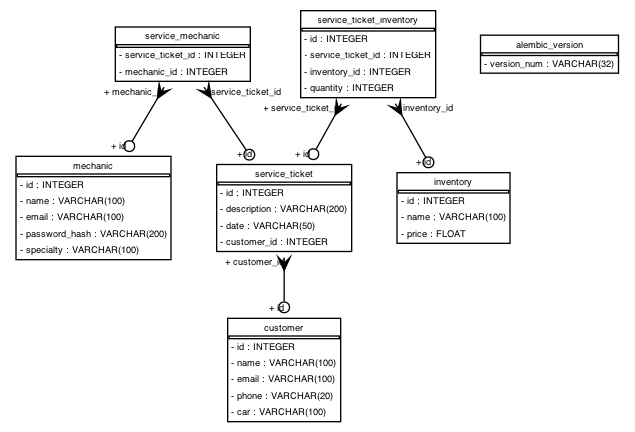 service_mechanic
- service_ticket_id : INTEGER
- mechanic_id : INTEGER
service_ticket_inventory
- id : INTEGER
- service_ticket_id : INTEGER
- inventory_id : INTEGER
- quantity : INTEGER
alembic_version
- version_num : VARCHAR(32)
+ mechanic_
service_ticket_id
+ service_ticket_
inventory_id
+ id
+ id
+ id
+ id
mechanic
- id : INTEGER
- name : VARCHAR(100)
- email : VARCHAR(100)
- password_hash : VARCHAR(200)
- specialty : VARCHAR(100)
service_ticket
- id : INTEGER
- description : VARCHAR(200)
- date : VARCHAR(50)
- customer_id : INTEGER
inventory
- id : INTEGER
- name : VARCHAR(100)
- price : FLOAT
+ customer_i
+ id
customer
- id : INTEGER
- name : VARCHAR(100)
- email : VARCHAR(100)
- phone : VARCHAR(20)
- car : VARCHAR(100)